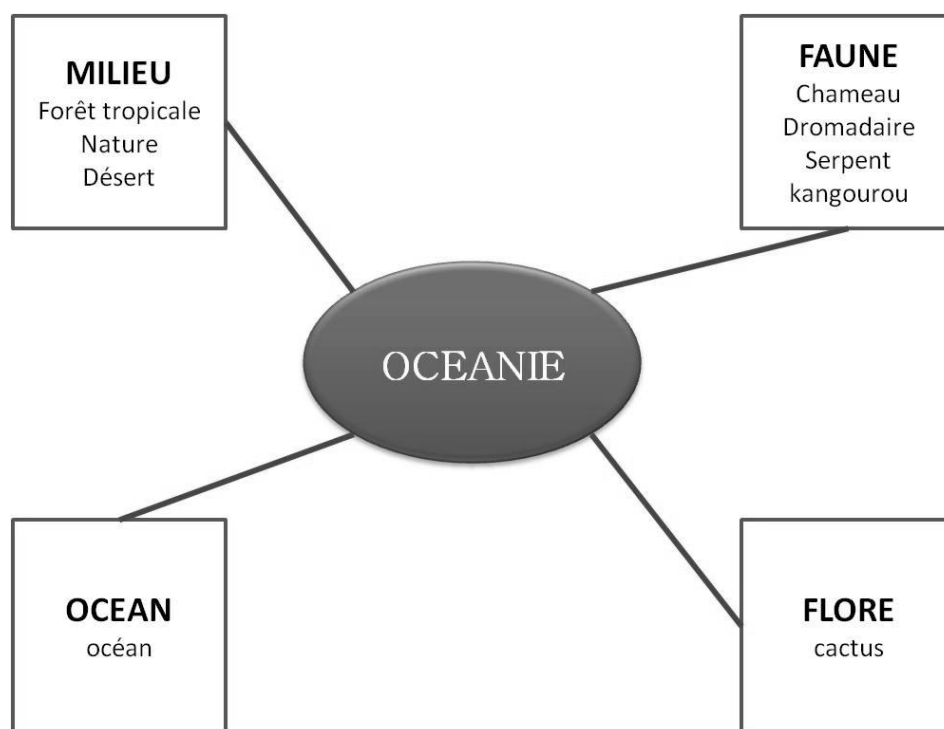 MILIEU
Forêt tropicale
Nature
Désert
FAUNE
Chameau
Dromadaire
Serpent
kangourou
OCEANIE
OCEAN
océan
FLORE
cactus